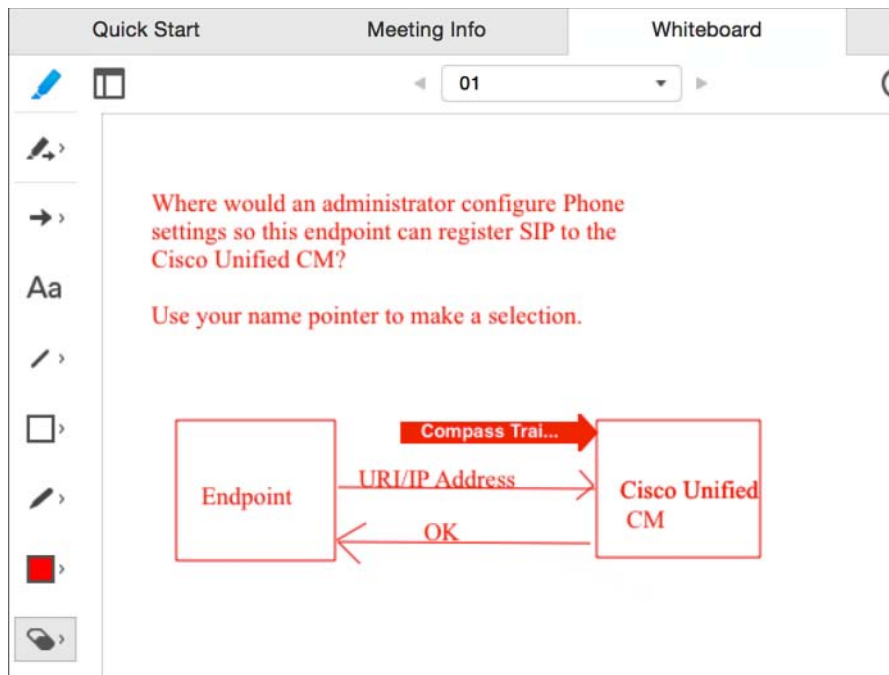 Quick Start
Meeting Info
Whiteboard
01
Where would an administrator configure Phone
settings so this endpoint can register SIP to the
Cisco Unified CM?
Use your name pointer to make a selection.
Aa
Compass Trai...
URI/IP Address
Endpoint
Cisco Unified
CM
OK